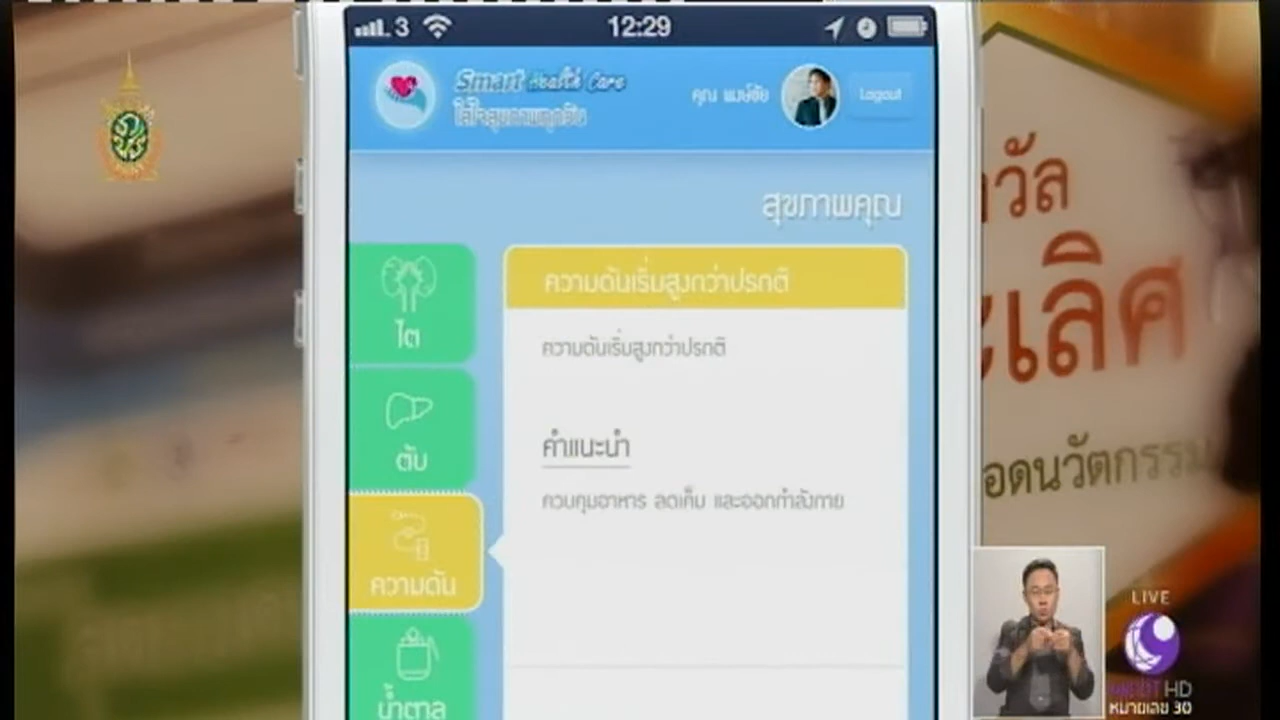 3 12:29
Smart Health Care
ใส่ใจสุขภาพทุกวัน
คุณ พงษ์ชัย
Logout
สุขภาพคุณ
ไต
ตับ
ความดัน
น้ำตาล
ความดันเริ่มสูงกว่าปรกติ
ความดันเริ่มสูงกว่าปรกติ
คำแนะนำ
ควบคุมอาหาร ลดเค็ม และออกกำลังกาย
วัล
ะเลิศ
อดนวัตกรรม
LIVE
HD
หมายเลข 30